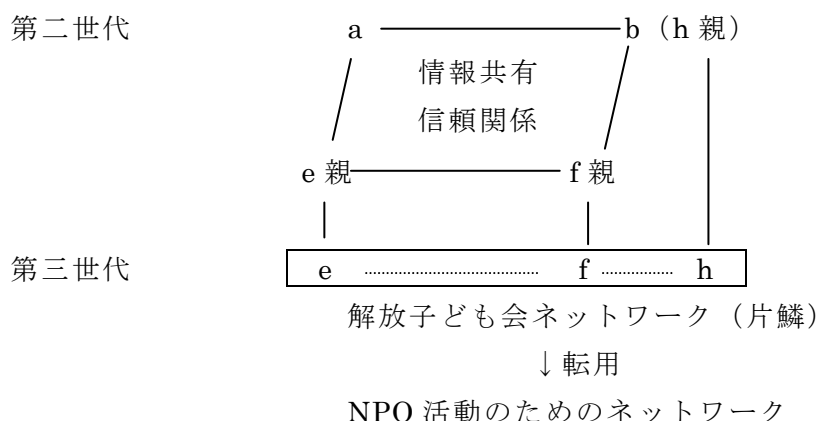 第二世代 a b（h 親）
情報共有
信頼関係
e 親 f 親
第三世代 e f h
解放子ども会ネットワーク（片鱗）
↓転用
NPO 活動のためのネットワーク